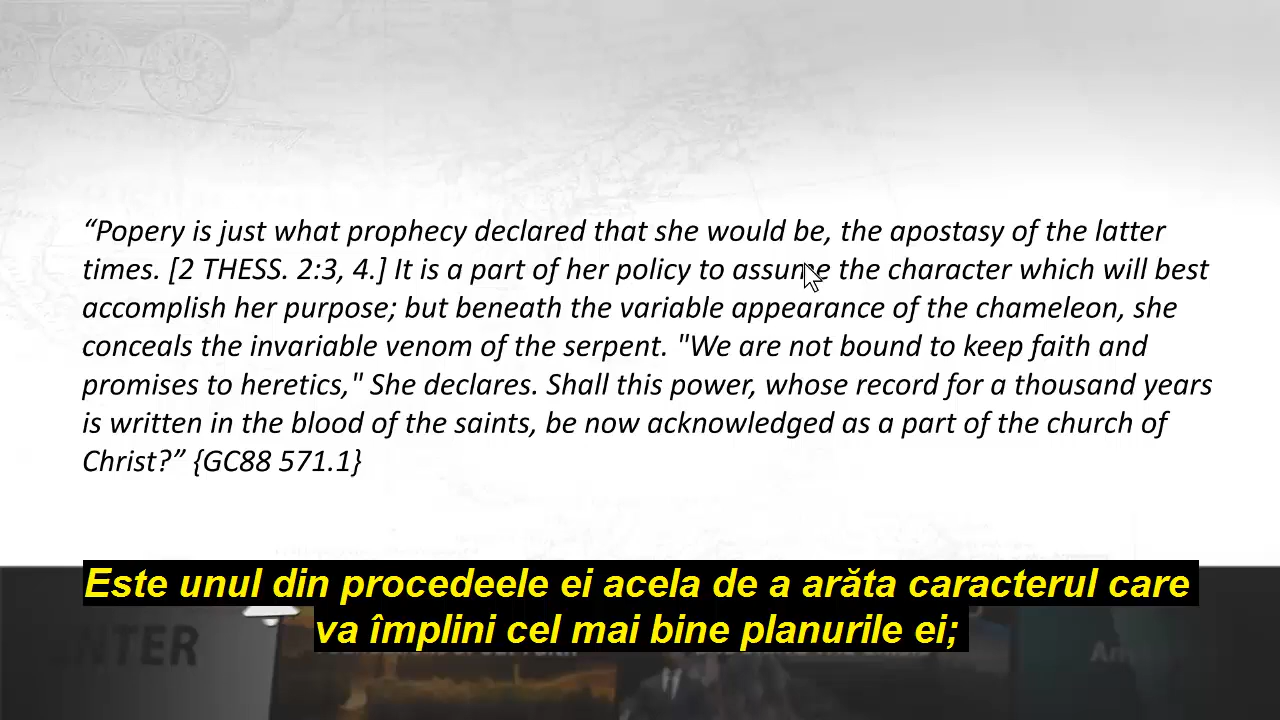 “Popery is just what prophecy declared that she would be, the apostasy of the latter
times. [2 THESS. 2:3, 4.] It is a part of her policy to assume the character which will best
accomplish her purpose; but beneath the variable appearance of the chameleon, she
conceals the invariable venom of the serpent. "We are not bound to keep faith and
promises to heretics," She declares. Shall this power, whose record for a thousand years
is written in the blood of the saints, be now acknowledged as a part of the church of
Christ?” {GC88 571.1}
Este unul din procedeele ei acela de a arăta caracterul care
va împlini cel mai bine planurile ei;